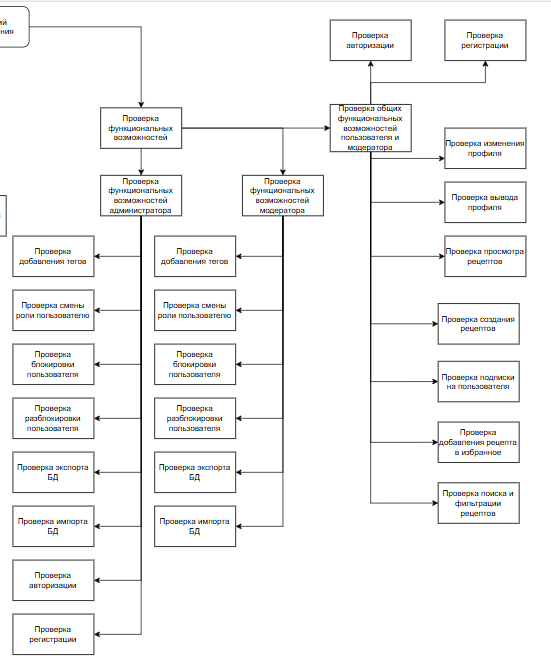 ий
ния
Проверка
авторизации
Проверка
регистрации
Проверка
функциональных
возможностей
Проверка общих
функциональных
возможностей
пользователя и
модератора
Проверка изменения
профиля
Проверка
функциональных
возможностей
администратора
Проверка
функциональных
возможностей
модератора
Проверка вывода
профиля
Проверка
добавления тегов
Проверка
добавления тегов
Проверка просмотра
рецептов
Проверка смены
роли пользователю
Проверка смены
роли пользователю
Проверка создания
рецептов
Проверка
блокировки
пользователя
Проверка
блокировки
пользователя
Проверка подписки
на пользователя
Проверка
разблокировки
пользователя
Проверка
разблокировки
пользователя
Проверка
добавления рецепта
в избранное
Проверка экспорта
БД
Проверка экспорта
БД
Проверка поиска и
фильтрации
рецептов
Проверка импорта
БД
Проверка импорта
БД
Проверка
авторизации
Проверка
регистрации